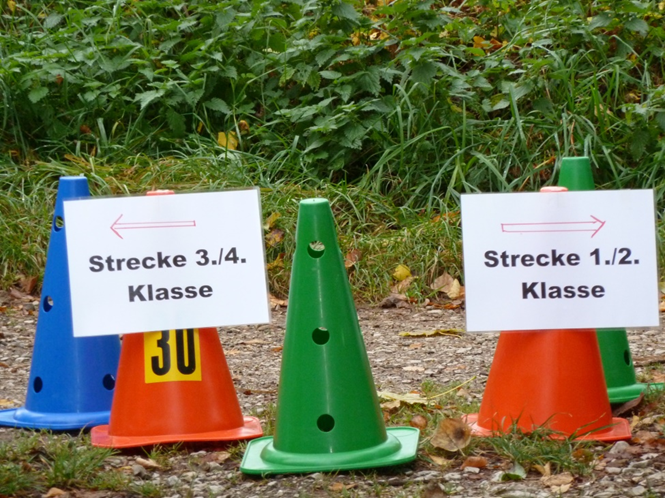 Strecke 3./4.
Klasse
30
Strecke 1./2.
Klasse